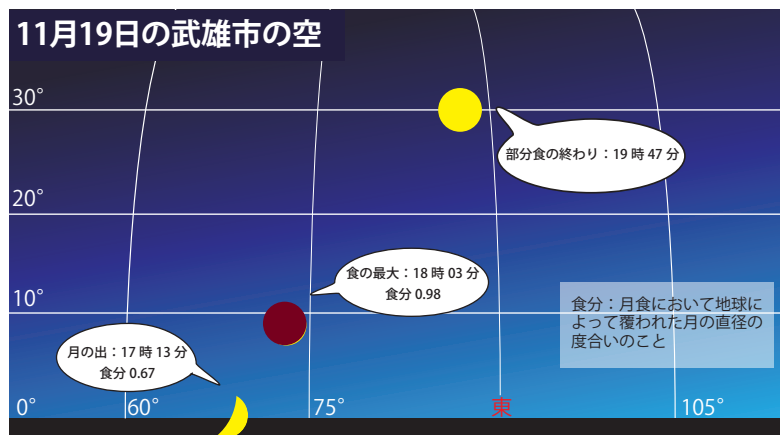 11月19日の武雄市の空
30°
部分食の終わり：19 時 47 分
20°
食の最大：18 時 03 分
食分 0.98
10°
食分：月食において地球に
よって覆われた月の直径の
度合いのこと
月の出：17 時 13 分
食分 0.67
0°
60°
75°
東
105°